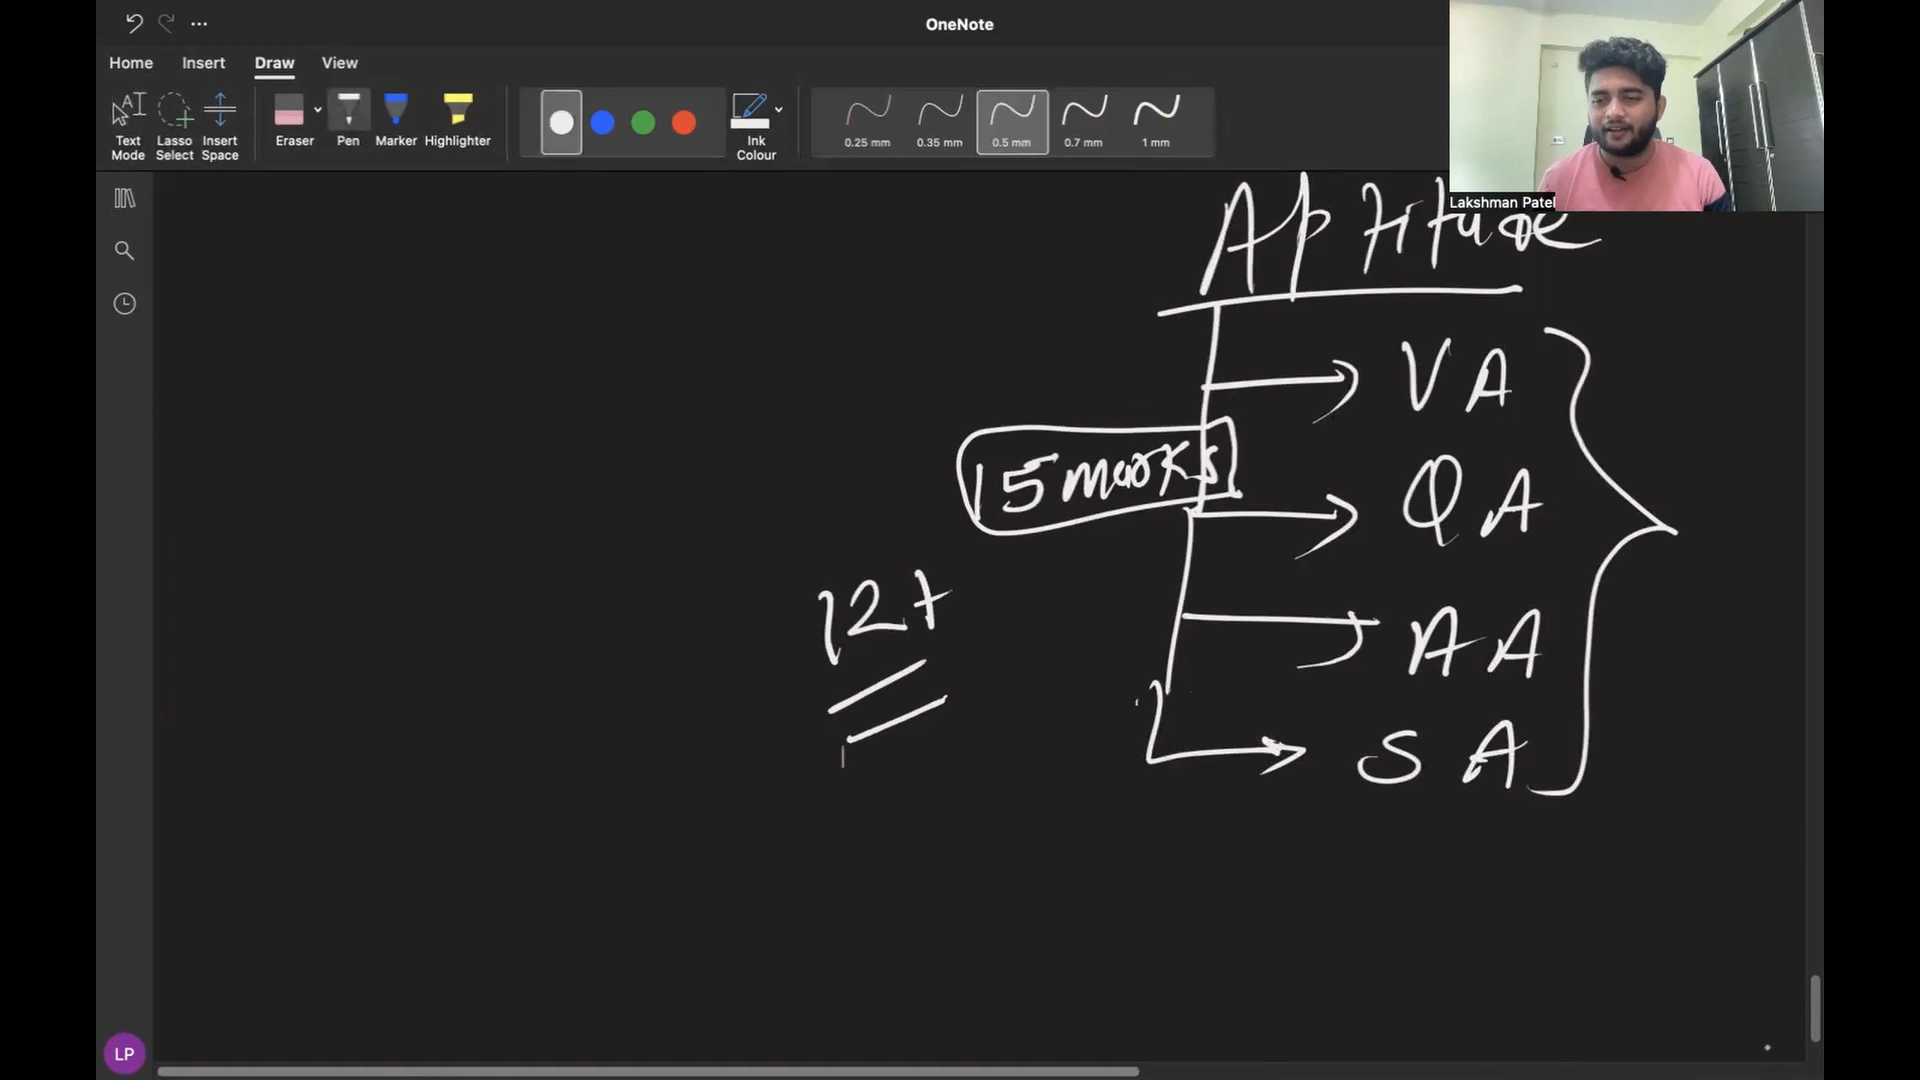 OneNote
Home Insert Draw View
Text Mode
Lasso Select
Insert Space
Eraser
Pen
Marker
Highlighter
Ink Colour
0.25 mm
0.35 mm
0.5 mm
0.7 mm
1 mm
Lakshman Patel
Aptitude
VA
15 marks
QA
12+
AA
SA
LP